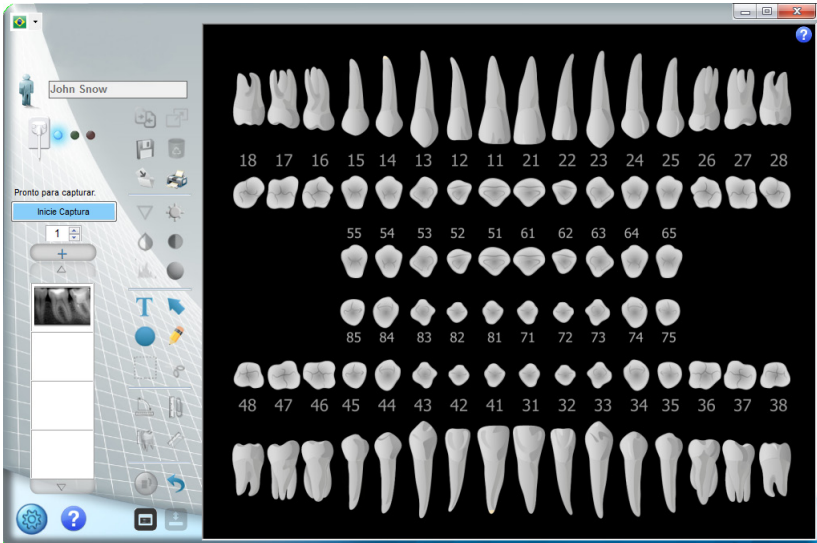 John Snow
Pronto para capturar.
Inicie Captura
1
+
T
?
?
18 17 16 15 14 13 12 11 21 22 23 24 25 26 27 28
55 54 53 52 51 61 62 63 64 65
85 84 83 82 81 71 72 73 74 75
48 47 46 45 44 43 42 41 31 32 33 34 35 36 37 38